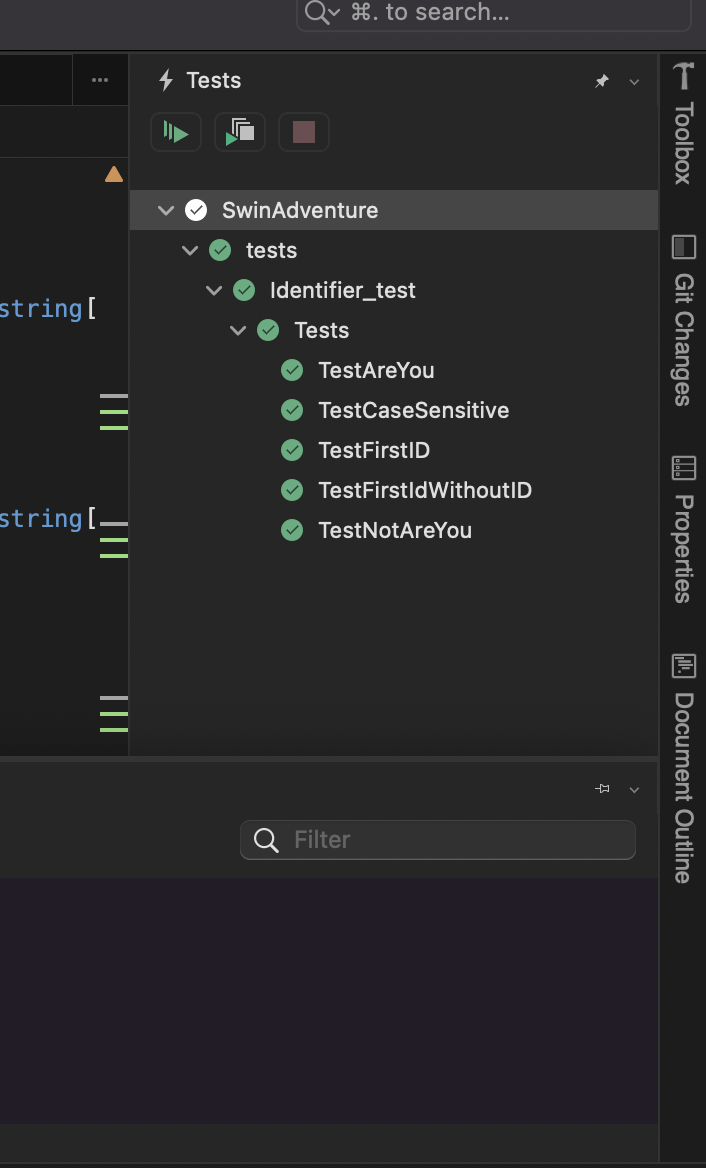 ⌘. to search...
Tests
SwinAdventure
tests
Identifier_test
Tests
TestAreYou
TestCaseSensitive
TestFirstID
TestFirstIdWithoutID
TestNotAreYou
string[
string[
Filter
Toolbox
Git Changes
Properties
Document Outline